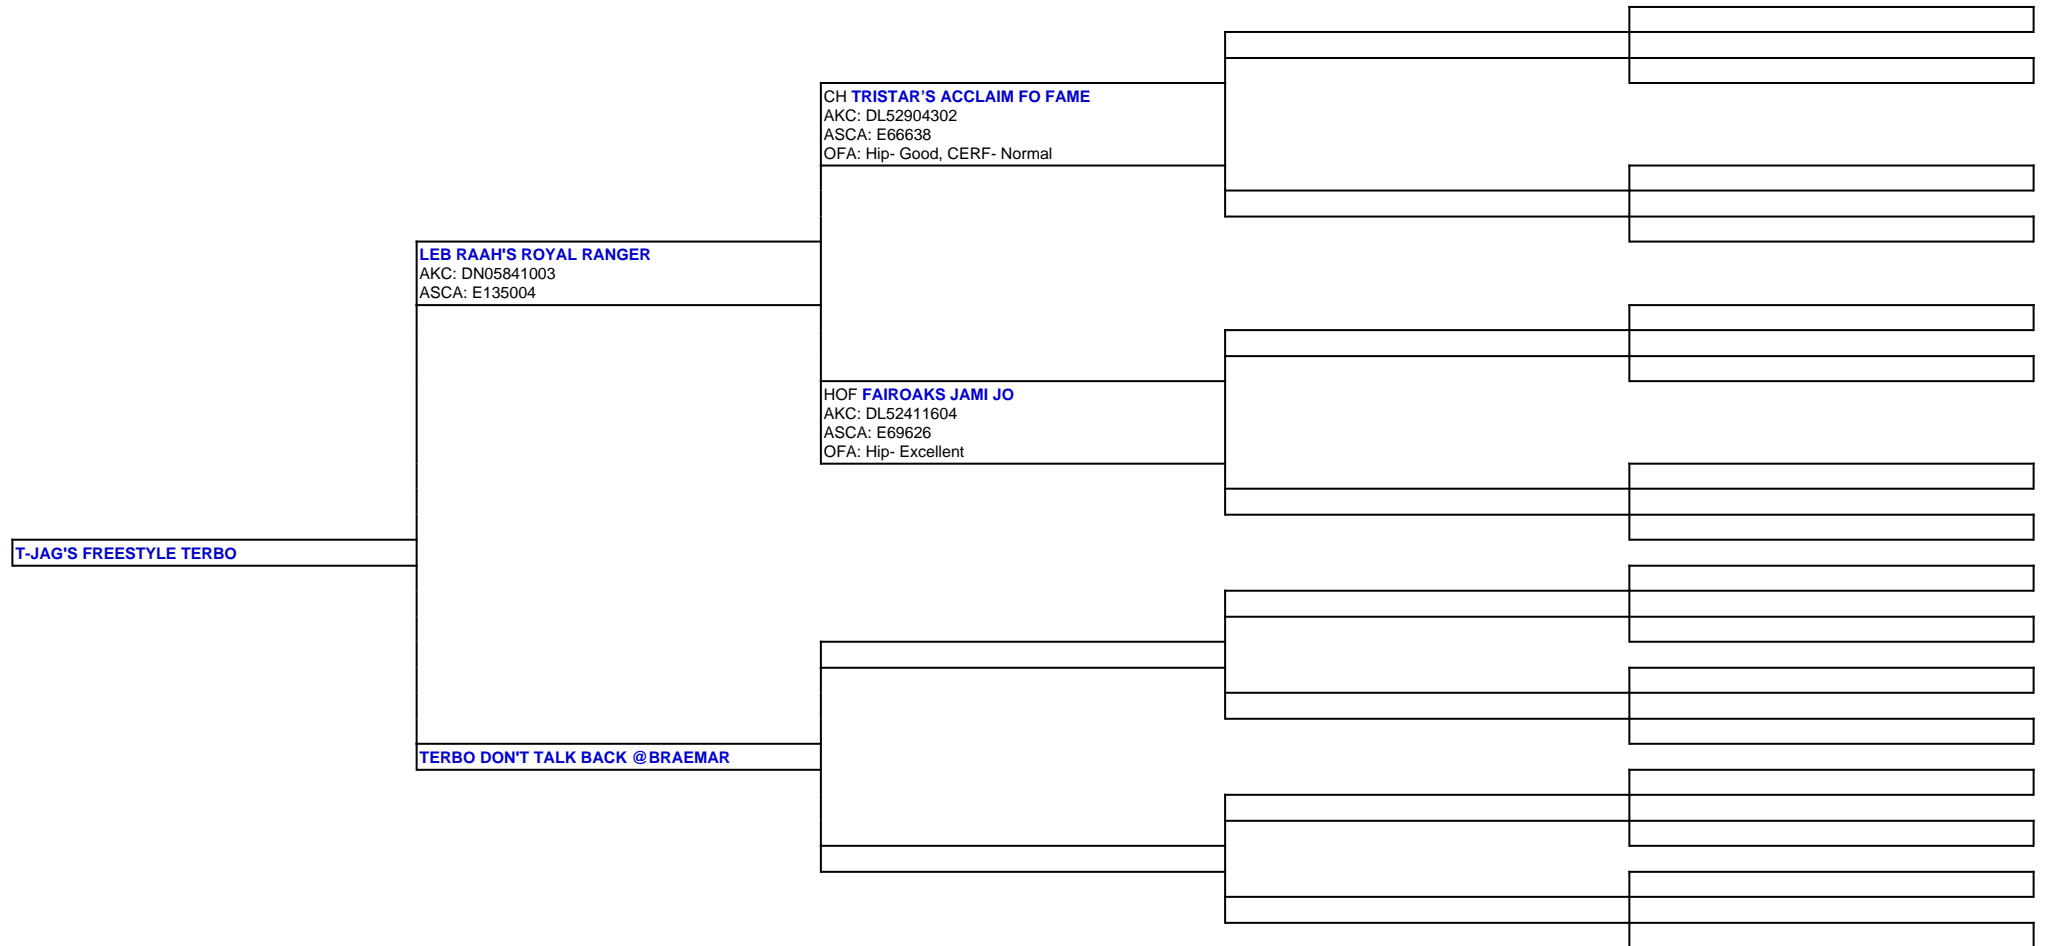 CH TRISTAR’S ACCLAIM FO FAME
AKC: DL52904302
ASCA: E66638
OFA: Hip- Good, CERF- Normal
LEB RAAH'S ROYAL RANGER
AKC: DN05841003
ASCA: E135004
HOF FAIROAKS JAMI JO
AKC: DL52411604
ASCA: E69626
OFA: Hip- Excellent
T-JAG'S FREESTYLE TERBO
TERBO DON'T TALK BACK @BRAEMAR